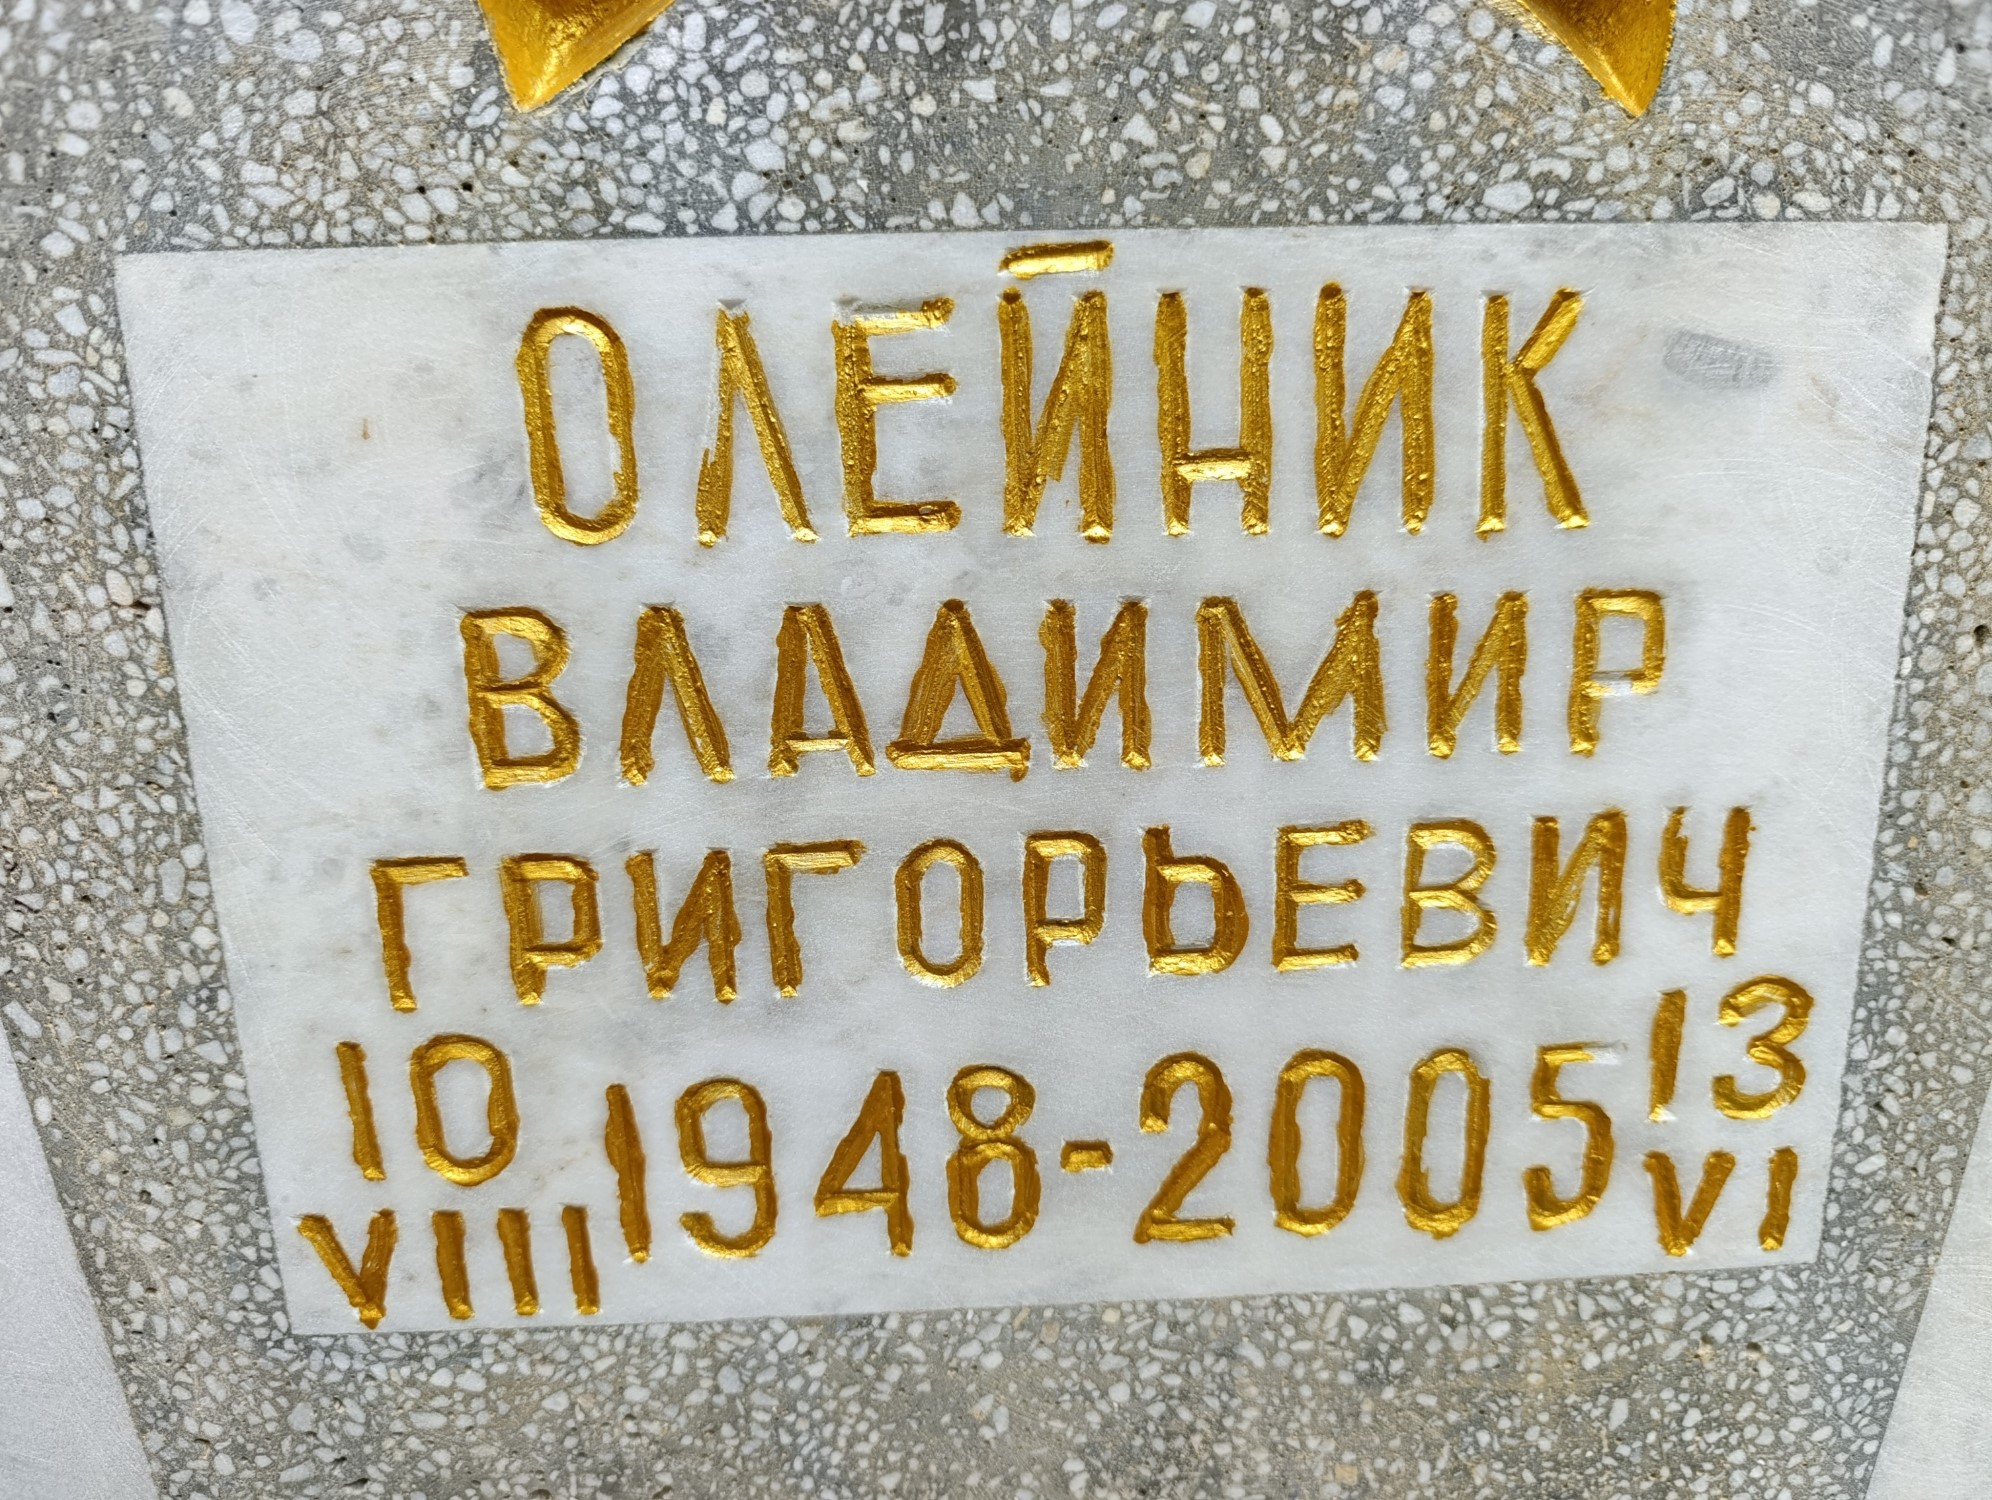 ОЛЕЙНИК
ВЛАДИМИР
ГРИГОРЬЕВИЧ
10 VIII 1948-2005 13 VI